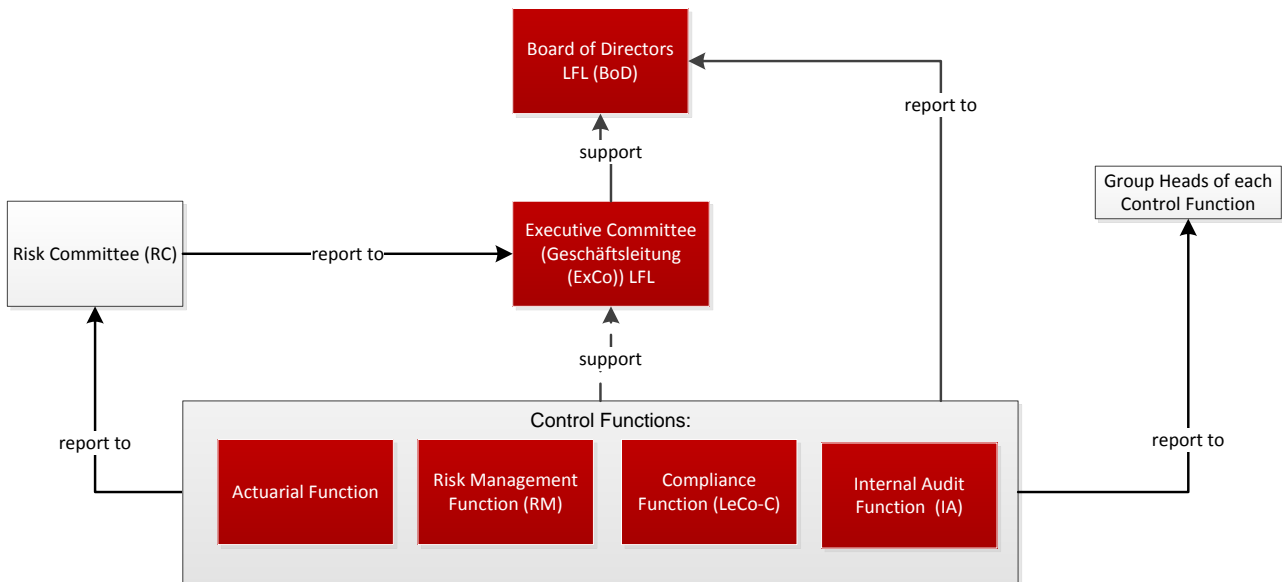 Board of Directors
LFL (BoD)
report to
support
Group Heads of each
Control Function
Risk Committee (RC)
report to
Executive Committee
(Geschäftsleitung
(ExCo)) LFL
support
Control Functions:
report to
report to
Actuarial Function
Risk Management
Function (RM)
Compliance
Function (LeCo-C)
Internal Audit
Function (IA)